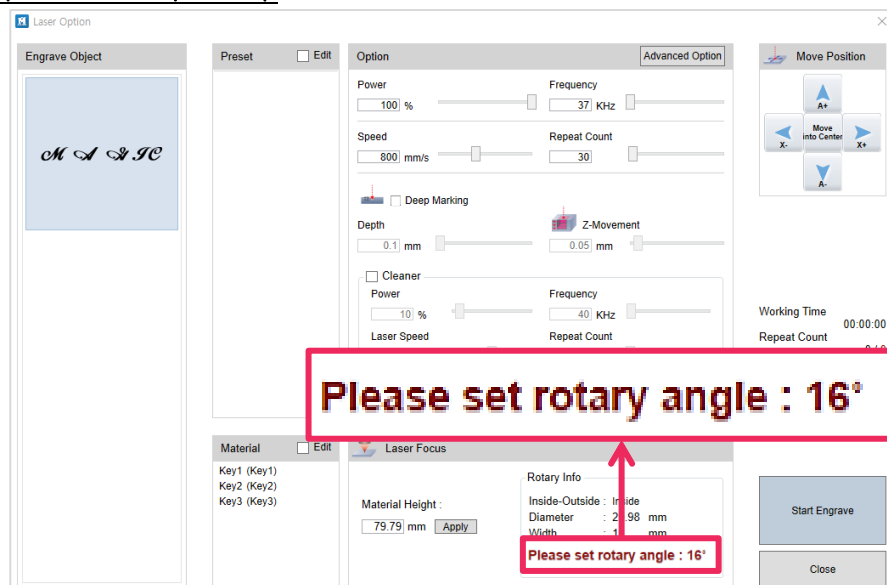 Laser Option
Engrave Object
MAGIC
Preset
Edit
Option
Advanced Option
Power
100 %
Frequency
37 KHz
Speed
800 mm/s
Repeat Count
30
Deep Marking
Depth
0.1 mm
Z-Movement
0.05 mm
Cleaner
Power
10 %
Frequency
40 KHz
Laser Speed
Repeat Count
Move Position
A+
X-
Move
into Center
X+
A-
Working Time
00:00:00
Repeat Count
Please set rotary angle : 16°
Material
Edit
Key1 (Key1)
Key2 (Key2)
Key3 (Key3)
Laser Focus
Material Height :
79.79 mm Apply
Rotary Info
Inside-Outside : Inside
Diameter : mm
Width : mm
Please set rotary angle : 16°
Start Engrave
Close